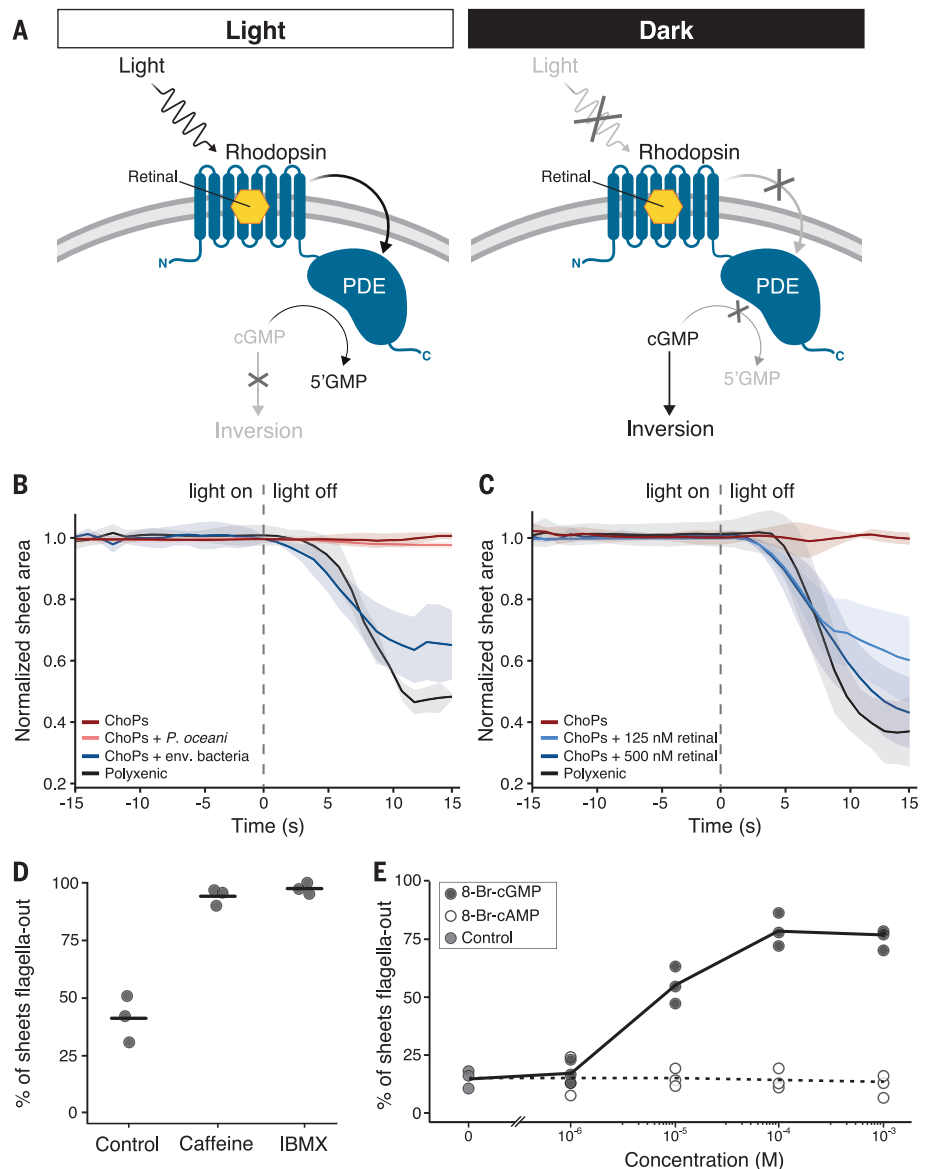 A
Light
Dark
Light
Rhodopsin
Retinal
N
PDE
cGMP
C
5'GMP
Inversion
Light
Rhodopsin
Retinal
N
PDE
cGMP
C
5'GMP
Inversion
B
light on
light off
Normalized sheet area
1.0
0.8
0.6
0.4
0.2
ChoPs
ChoPs + P. oceani
ChoPs + env. bacteria
Polyxenic
-15 -10 -5 0 5 10 15
Time (s)
C
light on
light off
Normalized sheet area
1.0
0.8
0.6
0.4
0.2
ChoPs
ChoPs + 125 nM retinal
ChoPs + 500 nM retinal
Polyxenic
-15 -10 -5 0 5 10 15
Time (s)
D
% of sheets flagella-out
100
75
50
25
0
Control Caffeine IBMX
E
% of sheets flagella-out
100
75
50
25
0
8-Br-cGMP
8-Br-cAMP
Control
0 10⁻⁶ 10⁻⁵ 10⁻⁴ 10⁻³
Concentration (M)